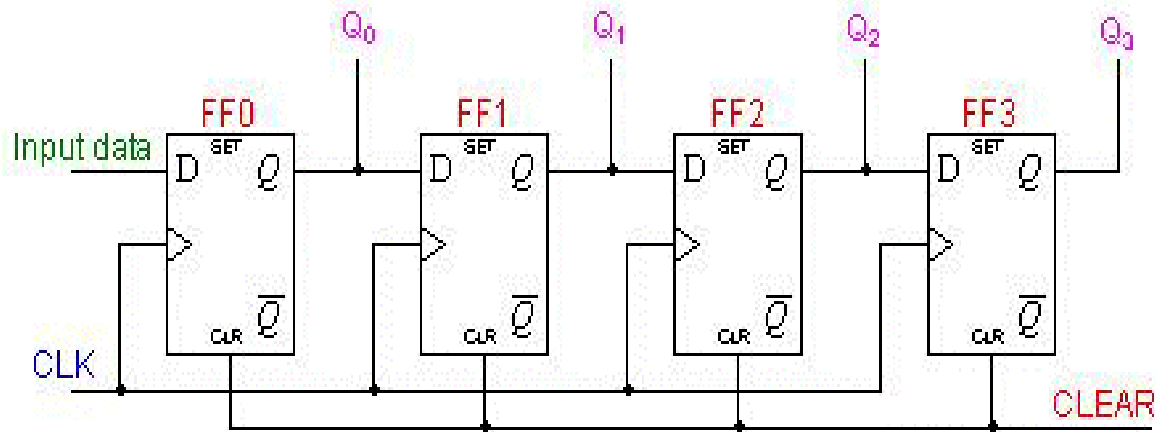 Q₀ Q₁ Q₂ Q₃
FF0 FF1 FF2 FF3
Input data
SET SET SET SET
D Q D Q D Q D Q
Q̅ Q̅ Q̅ Q̅
CLR CLR CLR CLR
CLK
CLEAR